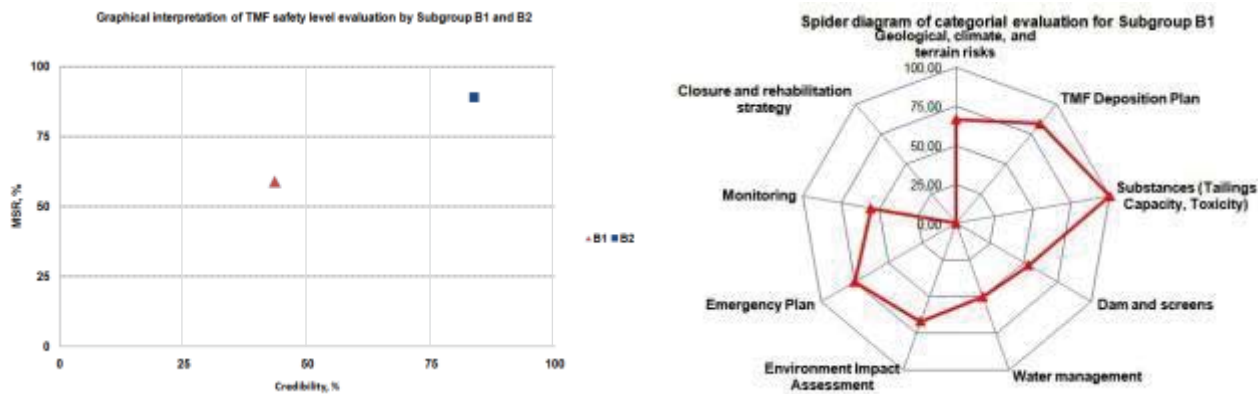 Graphical interpretation of TMF safety level evaluation by Subgroup B1 and B2
100
75
50
25
0
MSR, %
0 25 50 75 100
Credibility, %
B1 B2
Spider diagram of categorial evaluation for Subgroup B1
Geological, climate, and
terrain risks
100,00
75,00
50,00
25,00
0,00
TMF Deposition Plan
Substances (Tailings
Capacity, Toxicity)
Dam and screens
Water management
Environment Impact
Assessment
Emergency Plan
Monitoring
Closure and rehabilitation
strategy